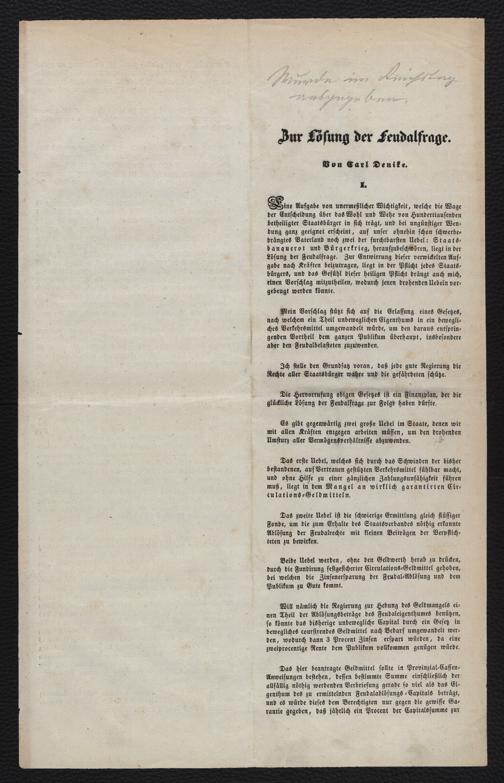 Wurde im Reichstag
ausgegeben.
Zur Lösung der Feudalfrage.
Von Carl Denike.
I.
Eine Aufgabe von unermeßlicher Wichtigkeit, welche die Wage
der Entscheidung über das Wohl und Wehe von Hunderttausenden
betheiligter Staatsbürger in sich trägt, und bei ungünstiger Wen-
dung ganz geeignet erscheint, auf unser ohnehin schon schwerbe-
drängtes Vaterland noch zwei der furchtbarsten Uebel: Staats-
banquerot und Bürgerkrieg, heraufzubeschwören, liegt in der
Lösung der Feudalfrage. Zur Entwirrung dieser verwickelten Auf-
gabe nach Kräften beizutragen, liegt in der Pflicht jedes Staats-
bürgers, und das Gefühl dieser heiligen Pflicht drängt auch mich,
einen Vorschlag mitzutheilen, wodurch jenen drohenden Uebeln vor-
gebeugt werden könnte.
Mein Vorschlag stützt sich auf die Erlassung eines Gesetzes,
nach welchem ein Theil unbeweglichen Eigenthums in ein bewegli-
ches Verkehrsmittel umgewandelt würde, um den daraus entsprin-
genden Vortheil dem ganzen Publikum überhaupt, insbesondere
aber den Feudalbelasteten zuzuwenden.
Ich stelle den Grundsatz voran, daß jede gute Regierung die
Rechte aller Staatsbürger wahre und die gefährdeten schütze.
Die Hervorrufung obigen Gesetzes ist ein Finanzplan, der die
glückliche Lösung der Feudalfrage zur Folge haben dürfte.
Es gibt gegenwärtig zwei große Uebel im Staate, denen wir
mit allen Kräften entgegen arbeiten müssen, um den drohenden
Umsturz aller Vermögensverhältnisse abzuwenden.
Das erste Uebel, welches sich durch das Schwinden der bisher
bestandenen, auf Vertrauen gestützten Verkehrsmittel fühlbar macht,
und ohne Hilfe zu einer gänzlichen Zahlungsunfähigkeit führen
muß, liegt in dem Mangel an wirklich garantirten Cir-
culations-Geldmitteln.
Das zweite Uebel ist die schwierige Ermittlung gleich flüssiger
Fonde, um die zum Erhalte des Staatsverbandes nöthig erkannte
Ablösung der Feudalrechte mit kleinen Beiträgen der Verpflich-
teten zu bewirken.
Beide Uebel werden, ohne den Geldwerth herab zu drücken,
durch die Fundirung festgesicherter Circulations-Geldmittel gehoben,
bei welchen die Zinsenersparung der Feudal-Ablösung und dem
Publikum zu Gute kommt.
Will nämlich die Regierung zur Hebung des Geldmangels ei-
nen Theil der Ablösungsbeträge des Feudaleigenthumes benützen,
so könnte das bisherige unbewegliche Capital durch ein Gesetz in
bewegliches coursirendes Geldmittel nach Bedarf umgewandelt wer-
den, wodurch dann 3 Procent Zinsen erspart würden, da eine
zweiprocentige Rente dem Publikum vollkommen genügen würde.
Das hier beantragte Geldmittel sollte in Provinzial-Cassen-
Anweisungen bestehen, dessen bestimmte Summe einschließlich der
allfällig nöthig werdenden Verbriefung gerade so viel als das Ei-
genthum des zu ermittelnden Feudalablösungs-Capitals beträgt,
und es würde dieses dem Berechtigten nur gegen die gewisse Ga-
rantie gegeben, daß jährlich ein Procent der Capitalssumme zur